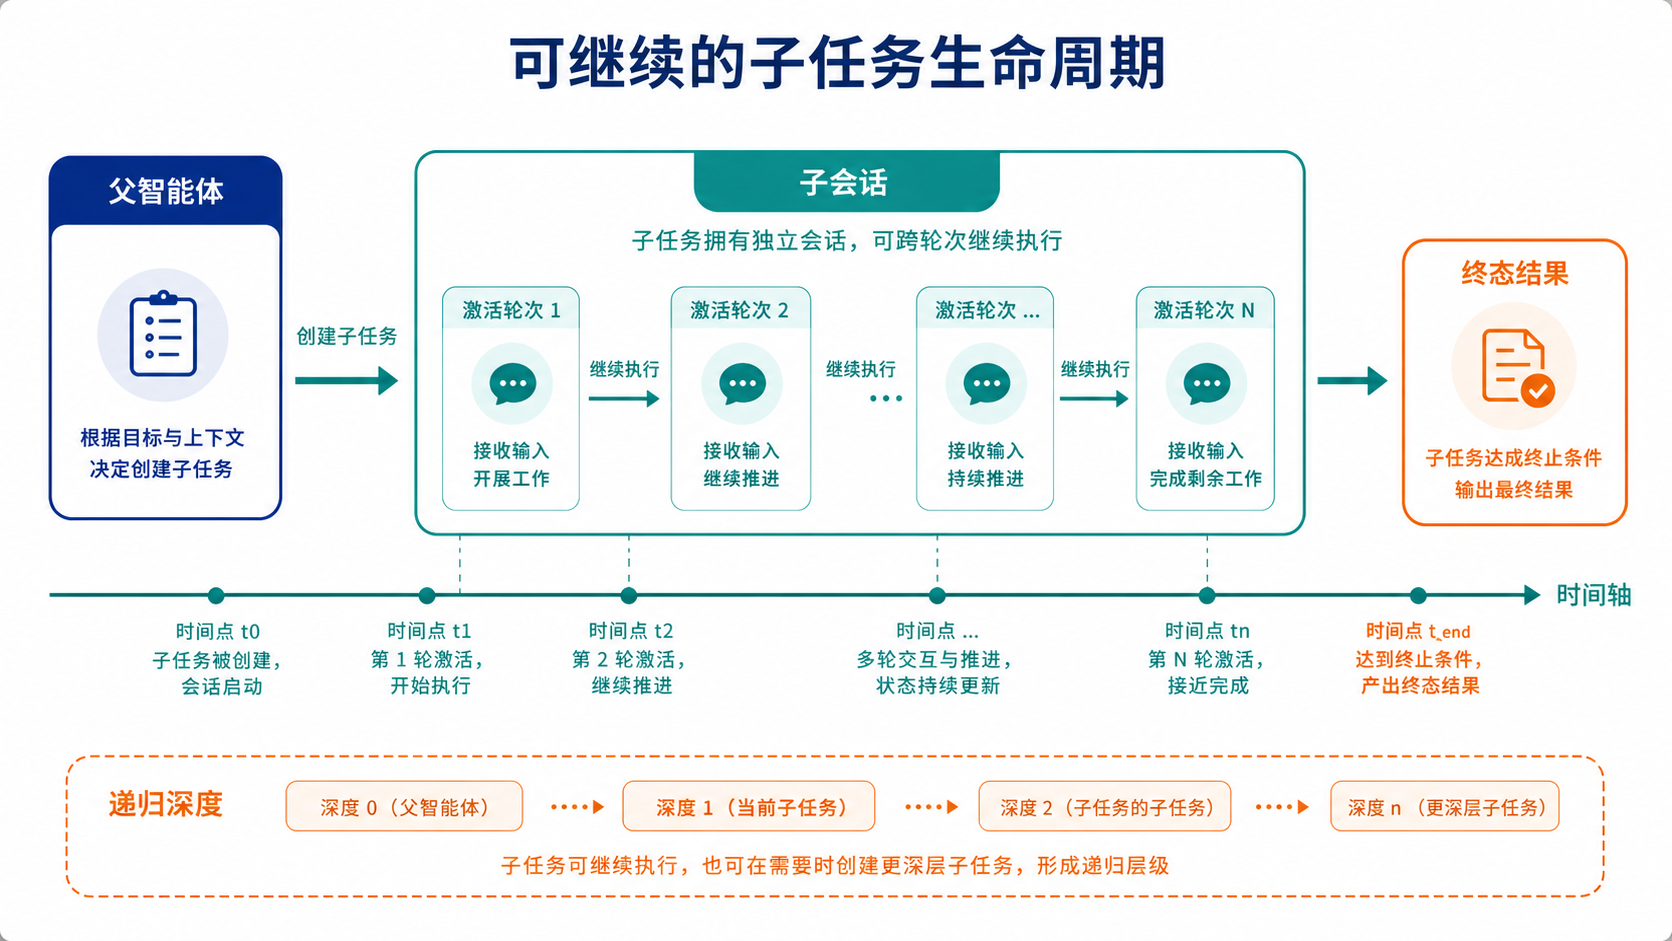 可继续的子任务生命周期
父智能体
根据目标与上下文
决定创建子任务
创建子任务
子会话
子任务拥有独立会话，可跨轮次继续执行
激活轮次 1
接收输入
开展工作
继续执行
激活轮次 2
接收输入
继续推进
继续执行
...
激活轮次 ...
接收输入
持续推进
继续执行
激活轮次 N
接收输入
完成剩余工作
终态结果
子任务达成终止条件
输出最终结果
时间轴
时间点 t0
子任务被创建，
会话启动
时间点 t1
第 1 轮激活，
开始执行
时间点 t2
第 2 轮激活，
继续推进
时间点 ...
多轮交互与推进，
状态持续更新
时间点 tn
第 N 轮激活，
接近完成
时间点 t_end
达到终止条件，
产出终态结果
递归深度
深度 0（父智能体）
深度 1（当前子任务）
深度 2（子任务的子任务）
深度 n （更深层子任务）
子任务可继续执行，也可在需要时创建更深层子任务，形成递归层级